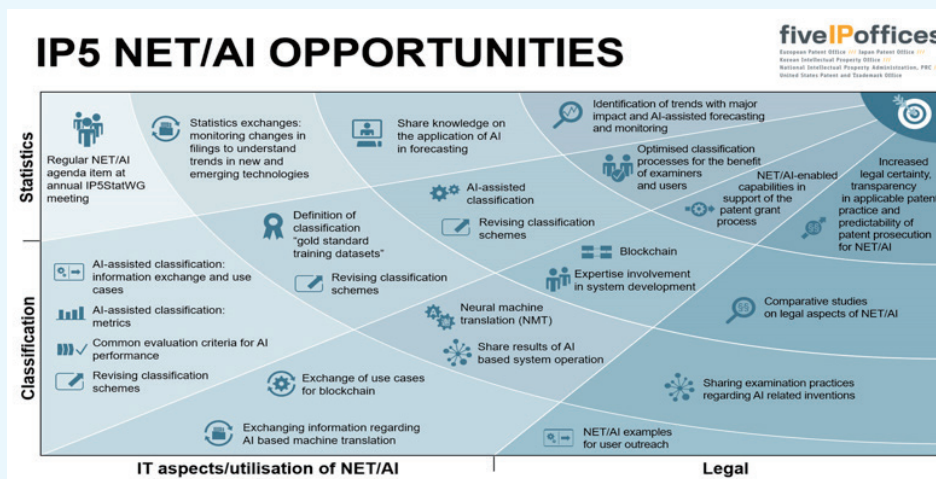 IP5 NET/AI OPPORTUNITIES
fiveIPoffices
European Patent Office
Japan Patent Office
Korean Intellectual Property Office
National Intellectual Property Administration, PRC
United States Patent and Trademark Office
Statistics
Classification
Regular NET/AI
agenda item at
annual IP5StatWG
meeting
Statistics exchanges:
monitoring changes in
filings to understand
trends in new and
emerging technologies
Share knowledge on
the application of AI
in forecasting
Identification of trends with major
impact and AI-assisted forecasting
and monitoring
Optimised classification
processes for the benefit
of examiners
and users
NET/AI-enabled
capabilities in
support of the
patent grant
process
Increased
legal certainty,
transparency
in applicable patent
practice and
predictability of
patent prosecution
for NET/AI
AI-assisted
classification
Revising classification
schemes
Definition of
classification
"gold standard
training datasets"
Revising classification
schemes
Blockchain
Expertise involvement
in system development
AI-assisted classification:
information exchange and use
cases
AI-assisted classification:
metrics
Common evaluation criteria for AI
performance
Revising classification
schemes
Neural machine
translation (NMT)
Share results of AI
based system operation
Comparative studies
on legal aspects of NET/AI
Exchange of use cases
for blockchain
Sharing examination practices
regarding AI related inventions
Exchanging information regarding
AI based machine translation
NET/AI examples
for user outreach
IT aspects/utilisation of NET/AI
Legal